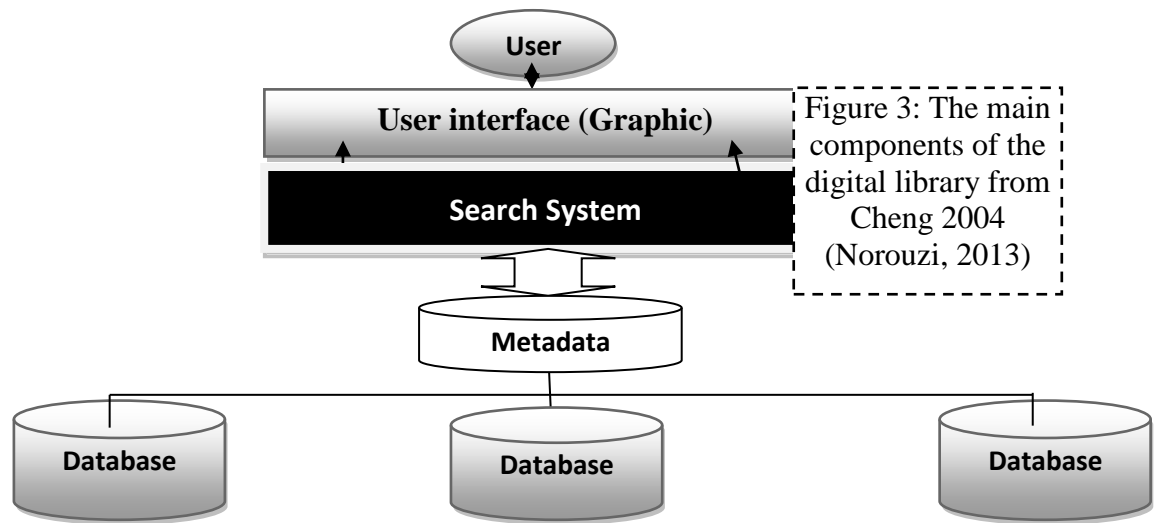 User
User interface (Graphic)
Figure 3: The main
components of the
digital library from
Cheng 2004
(Norouzi, 2013)
Search System
Metadata
Database
Database
Database